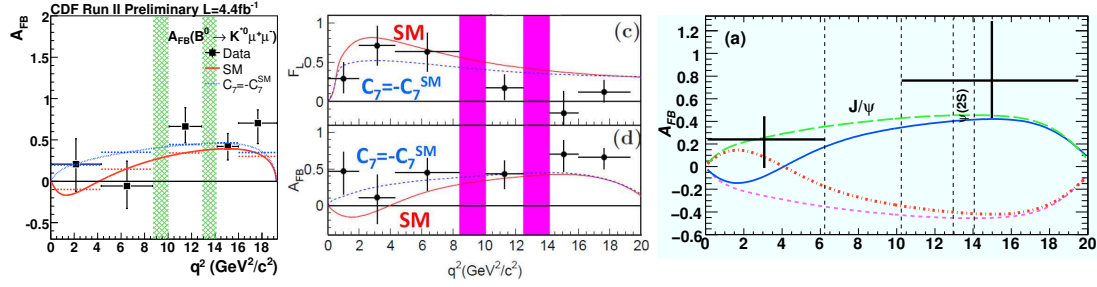 CDF Run II Preliminary L=4.4fb⁻¹
A_FB
2
1.5
1
0.5
0
-0.5
A_FB(B⁰ → K*⁰μ⁺μ⁻)
Data
SM
C₇=-C₇^SM
0 2 4 6 8 10 12 14 16 18
q² (GeV²/c²)
F_L
1
0.5
0
SM
(c)
C₇=-C₇^SM
A_FB
1
0.5
0
C₇=-C₇^SM
(d)
SM
0 2 4 6 8 10 12 14 16 18 20
q²(GeV²/c²)
(a)
A_FB
1.2
1
0.8
0.6
0.4
0.2
0
-0.2
-0.4
-0.6
J/ψ
ψ(2S)
0 2 4 6 8 10 12 14 16 18 20
q² (GeV²/c²)